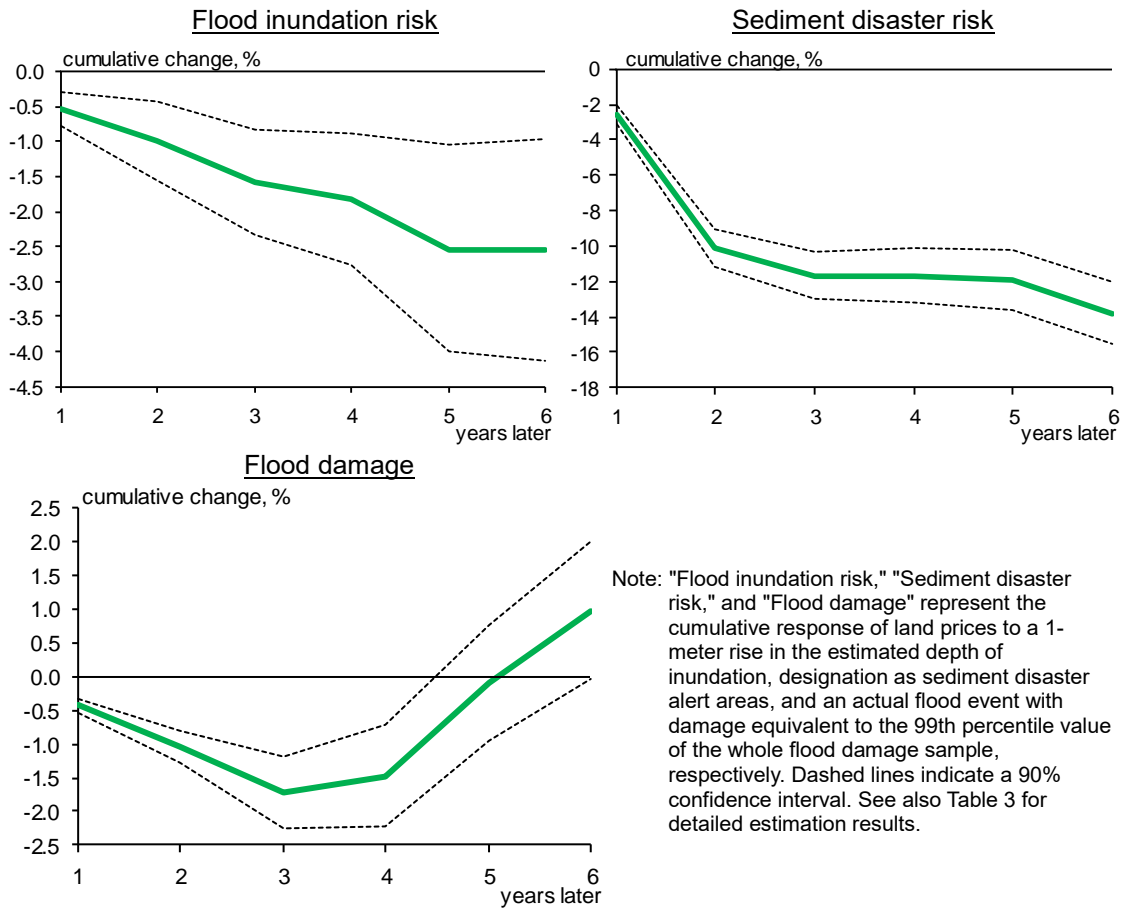 Flood inundation risk
cumulative change, %
0.0
-0.5
-1.0
-1.5
-2.0
-2.5
-3.0
-3.5
-4.0
-4.5
1 2 3 4 5 6
years later
Sediment disaster risk
cumulative change, %
0
-2
-4
-6
-8
-10
-12
-14
-16
-18
1 2 3 4 5 6
years later
Flood damage
cumulative change, %
2.5
2.0
1.5
1.0
0.5
0.0
-0.5
-1.0
-1.5
-2.0
-2.5
1 2 3 4 5 6
years later
Note: "Flood inundation risk," "Sediment disaster
risk," and "Flood damage" represent the
cumulative response of land prices to a 1-
meter rise in the estimated depth of
inundation, designation as sediment disaster
alert areas, and an actual flood event with
damage equivalent to the 99th percentile value
of the whole flood damage sample,
respectively. Dashed lines indicate a 90%
confidence interval. See also Table 3 for
detailed estimation results.